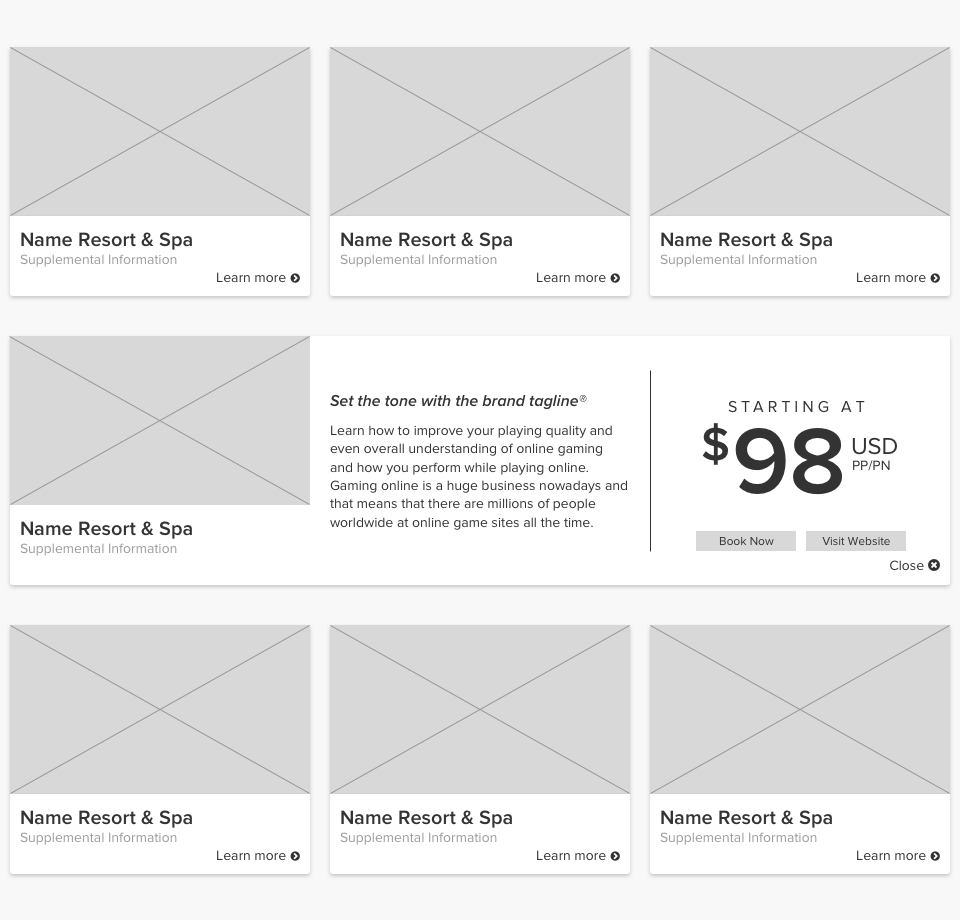 Name Resort & Spa
Supplemental Information
Learn more
Name Resort & Spa
Supplemental Information
Learn more
Name Resort & Spa
Supplemental Information
Learn more
Name Resort & Spa
Supplemental Information
Set the tone with the brand tagline®
Learn how to improve your playing quality and
even overall understanding of online gaming
and how you perform while playing online.
Gaming online is a huge business nowadays and
that means that there are millions of people
worldwide at online game sites all the time.
STARTING AT
$98 USD
PP/PN
Book Now
Visit Website
Close
Name Resort & Spa
Supplemental Information
Learn more
Name Resort & Spa
Supplemental Information
Learn more
Name Resort & Spa
Supplemental Information
Learn more